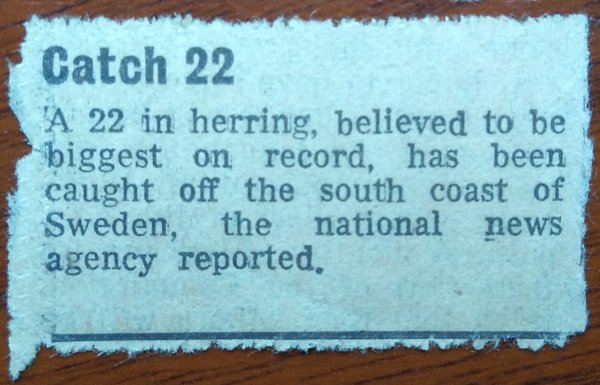 Catch 22
A 22 in herring, believed to be
biggest on record, has been
caught off the south coast of
Sweden, the national news
agency reported.